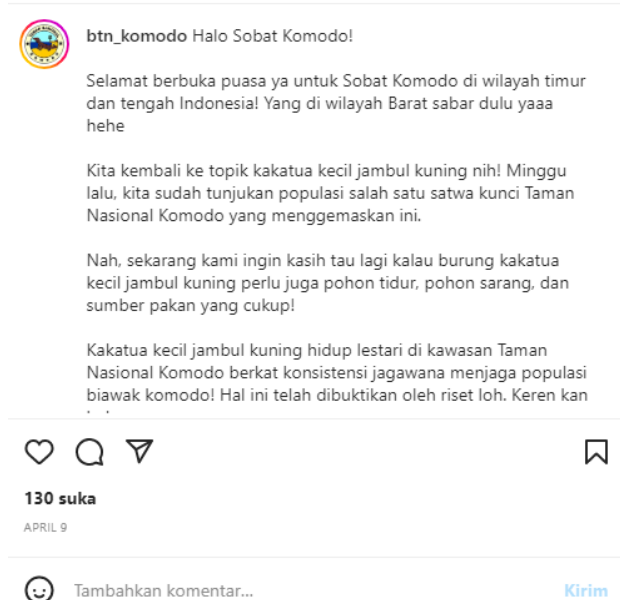 btn_komodo Halo Sobat Komodo!
Selamat berbuka puasa ya untuk Sobat Komodo di wilayah timur
dan tengah Indonesia! Yang di wilayah Barat sabar dulu yaaa
hehe
Kita kembali ke topik kakatua kecil jambul kuning nih! Minggu
lalu, kita sudah tunjukan populasi salah satu satwa kunci Taman
Nasional Komodo yang menggemaskan ini.
Nah, sekarang kami ingin kasih tau lagi kalau burung kakatua
kecil jambul kuning perlu juga pohon tidur, pohon sarang, dan
sumber pakan yang cukup!
Kakatua kecil jambul kuning hidup lestari di kawasan Taman
Nasional Komodo berkat konsistensi jagawana menjaga populasi
biawak komodo! Hal ini telah dibuktikan oleh riset loh. Keren kan
130 suka
APRIL 9
Tambahkan komentar...
Kirim